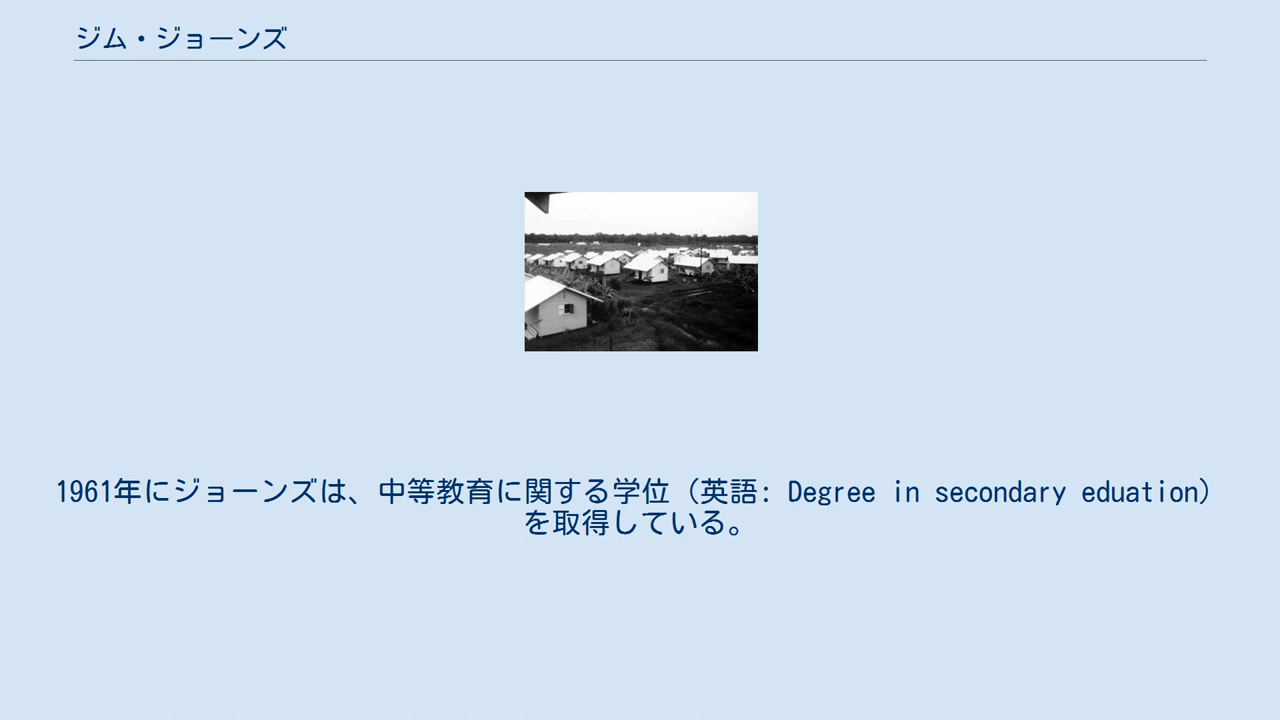 ジム・ジョーンズ
1961年にジョーンズは、中等教育に関する学位（英語: Degree in secondary eduation）
を取得している。